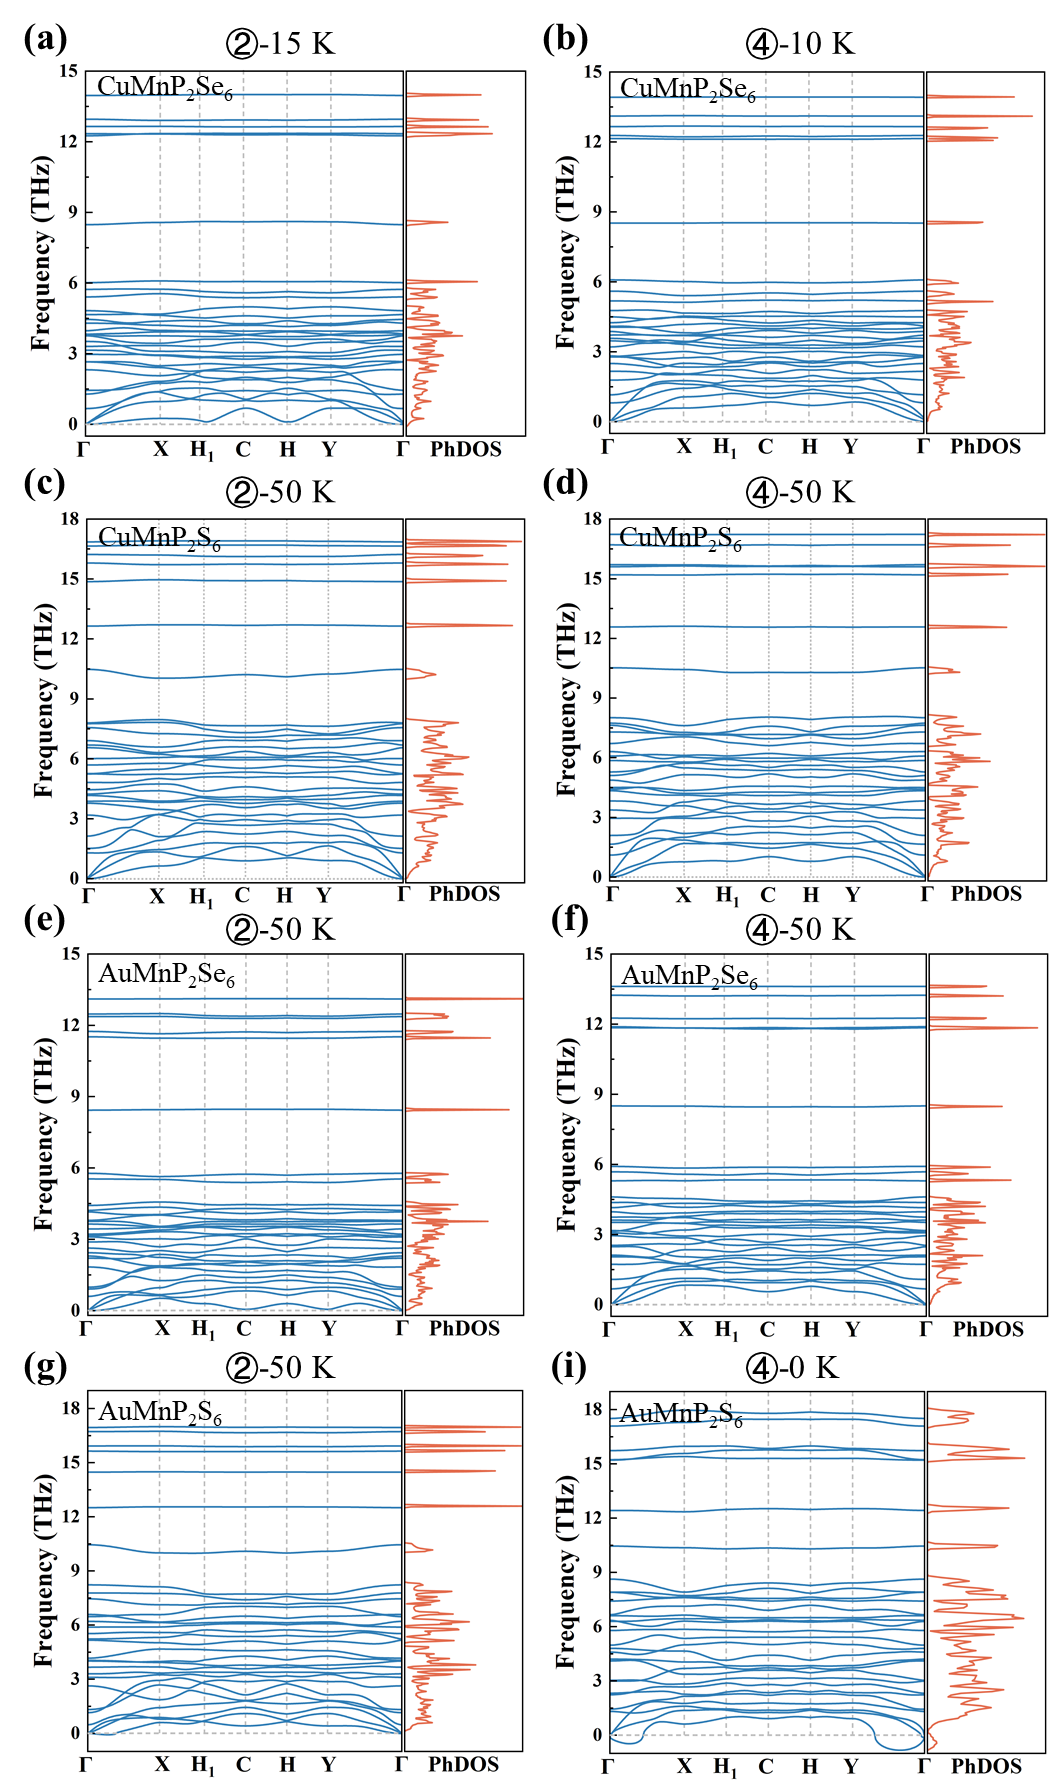 (a) ②-15 K (b) ④-10 K
CuMnP₂Se₆ CuMnP₂Se₆
Frequency (THz) Frequency (THz)
15 12 9 6 3 0 15 12 9 6 3 0
Γ X H₁ C H Y Γ PhDOS Γ X H₁ C H Y Γ PhDOS
(c) ②-50 K (d) ④-50 K
CuMnP₂S₆ CuMnP₂S₆
Frequency (THz) Frequency (THz)
18 15 12 9 6 3 0 18 15 12 9 6 3 0
Γ X H₁ C H Y Γ PhDOS Γ X H₁ C H Y Γ PhDOS
(e) ②-50 K (f) ④-50 K
AuMnP₂Se₆ AuMnP₂Se₆
Frequency (THz) Frequency (THz)
15 12 9 6 3 0 15 12 9 6 3 0
Γ X H₁ C H Y Γ PhDOS Γ X H₁ C H Y Γ PhDOS
(g) ②-50 K (i) ④-0 K
AuMnP₂S₆ AuMnP₂S₆
Frequency (THz) Frequency (THz)
18 15 12 9 6 3 0 18 15 12 9 6 3 0
Γ X H₁ C H Y Γ PhDOS Γ X H₁ C H Y Γ PhDOS